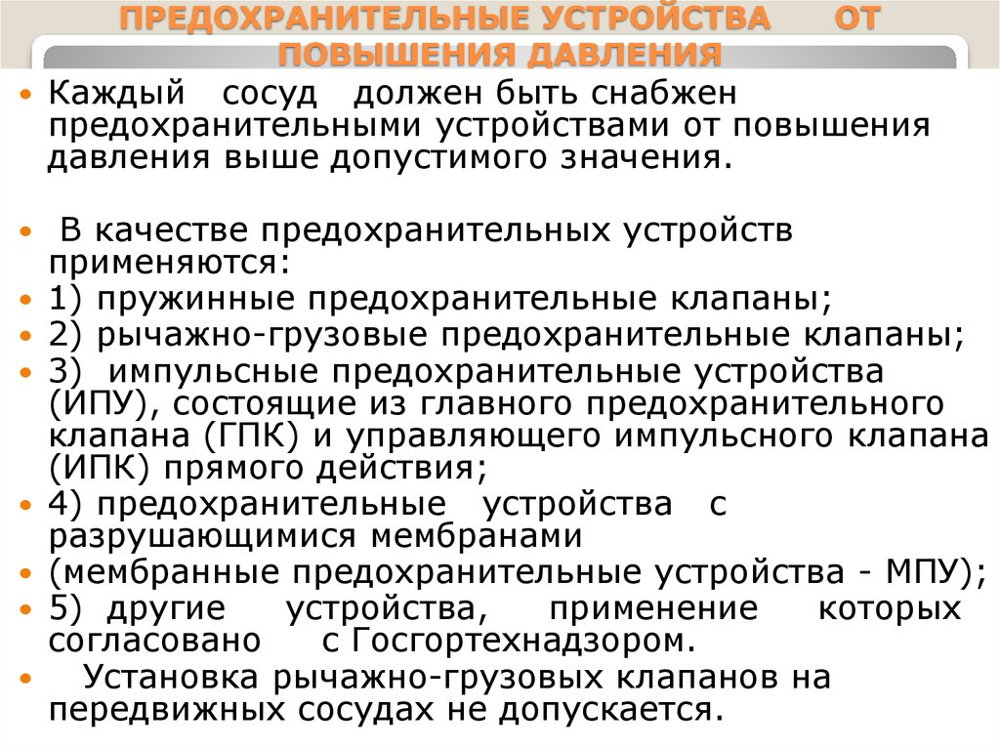 ПРЕДОХРАНИТЕЛЬНЫЕ УСТРОЙСТВА ОТ
ПОВЫШЕНИЯ ДАВЛЕНИЯ
• Каждый сосуд должен быть снабжен
предохранительными устройствами от повышения
давления выше допустимого значения.
• В качестве предохранительных устройств
применяются:
• 1) пружинные предохранительные клапаны;
• 2) рычажно-грузовые предохранительные клапаны;
• 3) импульсные предохранительные устройства
(ИПУ), состоящие из главного предохранительного
клапана (ГПК) и управляющего импульсного клапана
(ИПК) прямого действия;
• 4) предохранительные устройства с
разрушающимися мембранами
• (мембранные предохранительные устройства - МПУ);
• 5) другие устройства, применение которых
согласовано с Госгортехнадзором.
• Установка рычажно-грузовых клапанов на
передвижных сосудах не допускается.